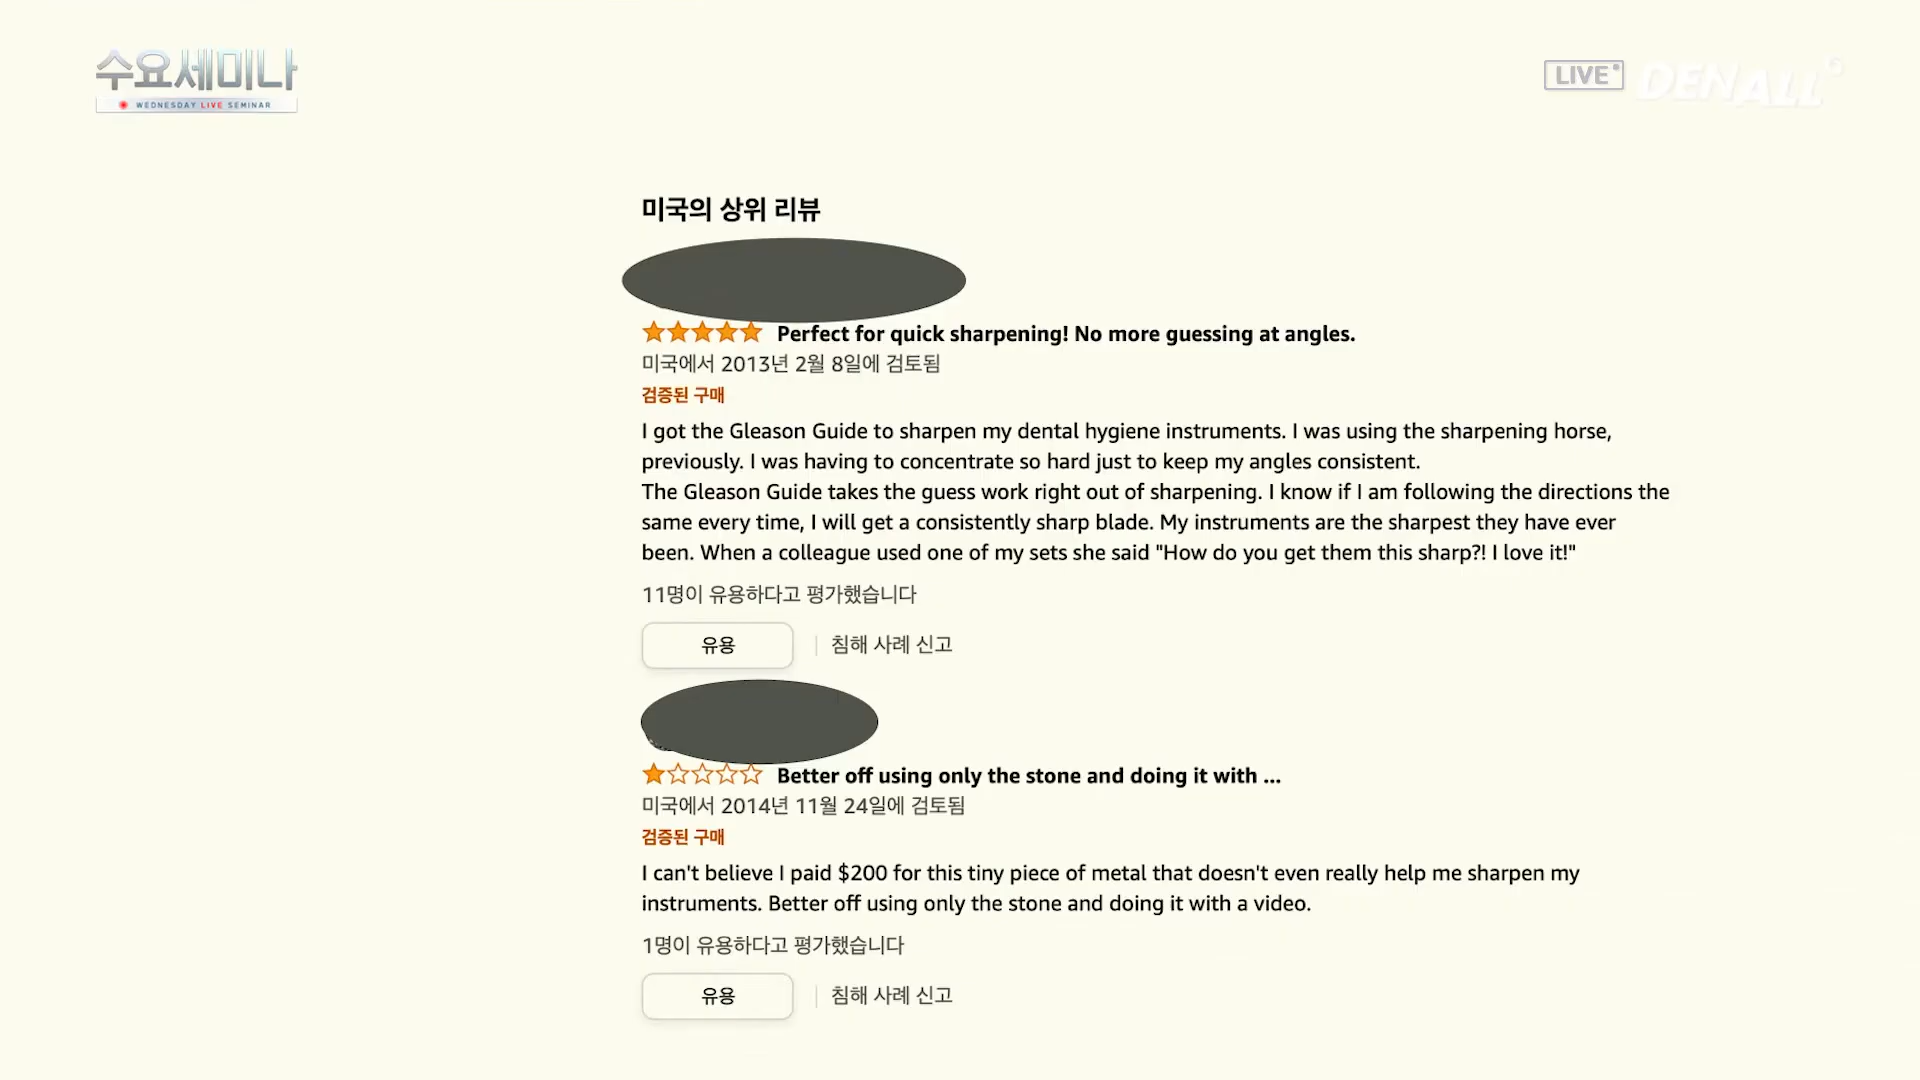 수요세미나
WEDNESDAY LIVE SEMINAR
LIVE
DENALL
미국의 상위 리뷰
Perfect for quick sharpening! No more guessing at angles.
미국에서 2013년 2월 8일에 검토됨
검증된 구매
I got the Gleason Guide to sharpen my dental hygiene instruments. I was using the sharpening horse,
previously. I was having to concentrate so hard just to keep my angles consistent.
The Gleason Guide takes the guess work right out of sharpening. I know if I am following the directions the
same every time, I will get a consistently sharp blade. My instruments are the sharpest they have ever
been. When a colleague used one of my sets she said "How do you get them this sharp?! I love it!"
11명이 유용하다고 평가했습니다
유용
침해 사례 신고
Better off using only the stone and doing it with ...
미국에서 2014년 11월 24일에 검토됨
검증된 구매
I can't believe I paid $200 for this tiny piece of metal that doesn't even really help me sharpen my
instruments. Better off using only the stone and doing it with a video.
1명이 유용하다고 평가했습니다
유용
침해 사례 신고